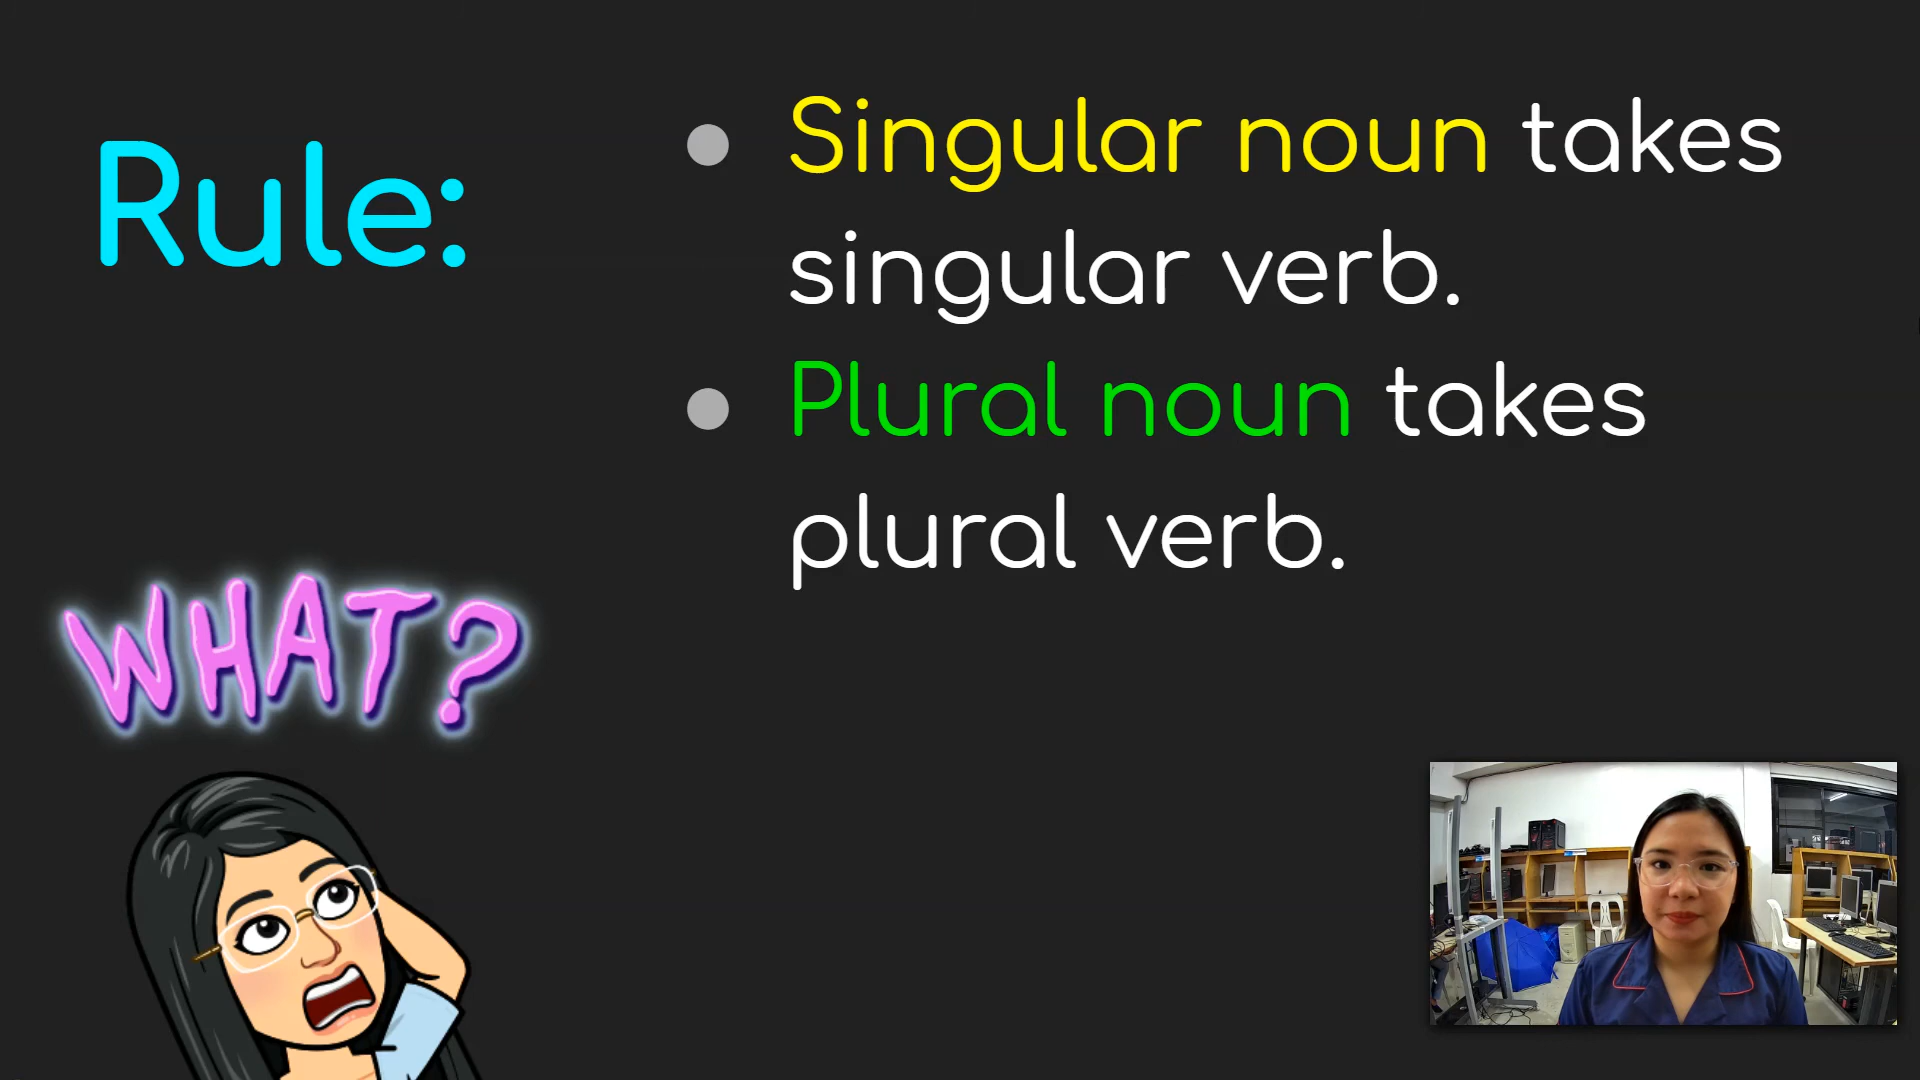 Rule:
Singular noun takes
singular verb.
Plural noun takes
plural verb.
WHAT?